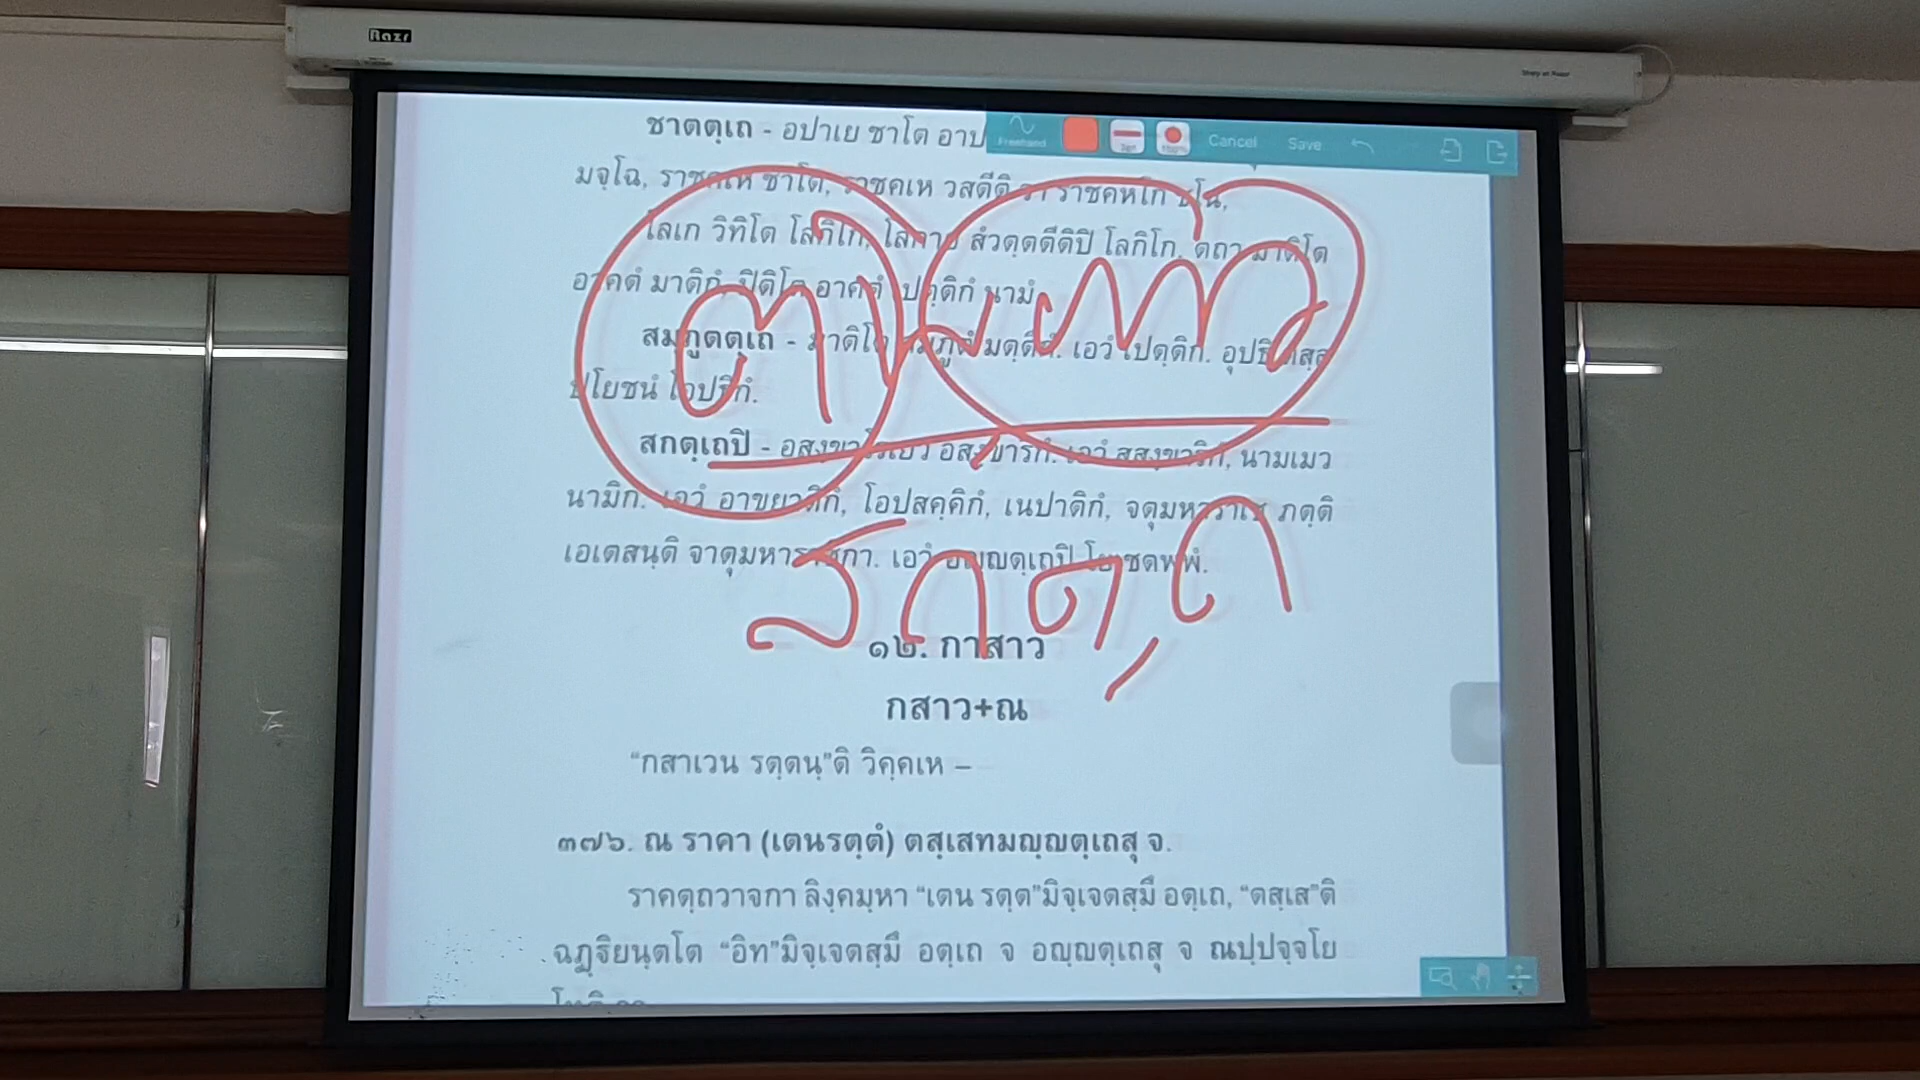 Razr
ชาตตฺเถ - อปาเย ชาโต อาป
Freehand Cancel Save
มจฺโฉ, ราชคเห ชาโต, ราชคเห วสตีติ วา ราชคหโก ชโน,
โลเก วิทิโต โลกิโก, โลกาย สํวตฺตตีติปิ โลกิโก. ตถา มาติโต
อาคตํ มาติกํ, ปิติโต อาคตํ เปตฺติกํ นามํ.
สมฺภูตตฺเถ - มาติโต สมฺภูตํ มตฺติกํ. เอวํ เปตฺติกํ. อุปธิ
ปโยชนํ โอปธิกํ.
สกตฺเถปิ - อสงฺขาโรเยว อสงฺขาริกํ. เอวํ สสงฺขาริกํ, นามเมว
นามิกํ. เอวํ อาขยาติกํ, โอปสคฺคิกํ, เนปาติกํ, จตุมหาราเช ภตฺติ
เอเตสนฺติ จาตุมหาราชิกา. เอวํ อญฺญตฺเถปิ โยเชตพฺพํ.
สกตฺถ
๑๒. กาสาว
กสาว+ณ
“กสาเวน รตฺตนฺ”ติ วิคฺคเห –
๓๗๖. ณ ราคา (เตนรตฺตํ) ตสฺเสทมญฺญตฺเถสุ จ.
ราคตฺถวาจกา ลิงฺคมฺหา “เตน รตฺต”มิจฺเจตสฺมึ อตฺเถ, “ตสฺเส”ติ
ฉฏฺฐิยนฺตโต “อิท”มิจฺเจตสฺมึ อตฺเถ จ อญฺญตฺเถสุ จ ณปฺปจฺจโย